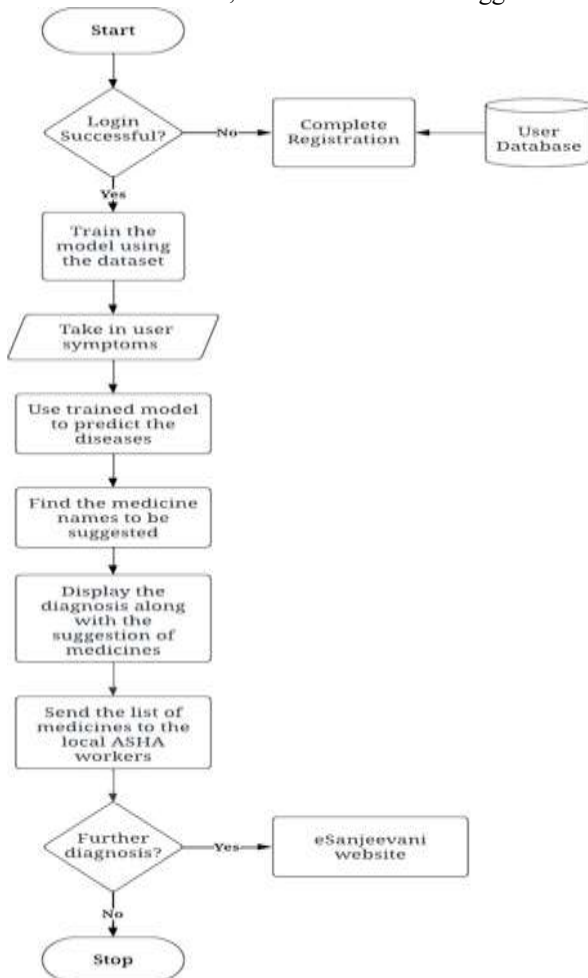 Start
Login
Successful?
No
Complete
Registration
User
Database
Yes
Train the
model using
the dataset
Take in user
symptoms
Use trained model
to predict the
diseases
Find the medicine
names to be
suggested
Display the
diagnosis along
with the
suggestion of
medicines
Send the list of
medicines to the
local ASHA
workers
Further
diagnosis?
Yes
eSanjeevani
website
No
Stop